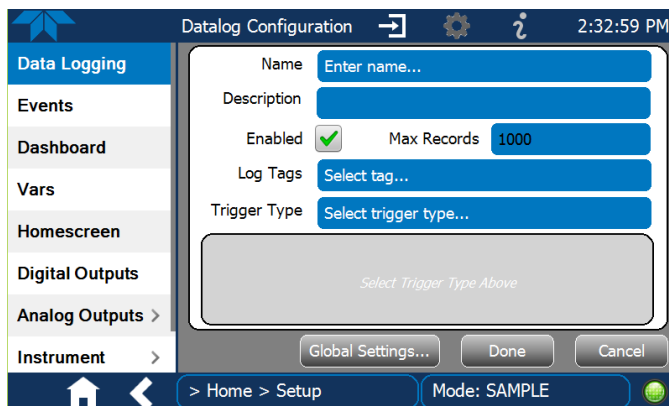 Datalog Configuration 2:32:59 PM
Data Logging
Events
Dashboard
Vars
Homescreen
Digital Outputs
Analog Outputs >
Instrument >
Name Enter name...
Description
Enabled Max Records 1000
Log Tags Select tag...
Trigger Type Select trigger type...
Select Trigger Type Above
Global Settings... Done Cancel
> Home > Setup Mode: SAMPLE